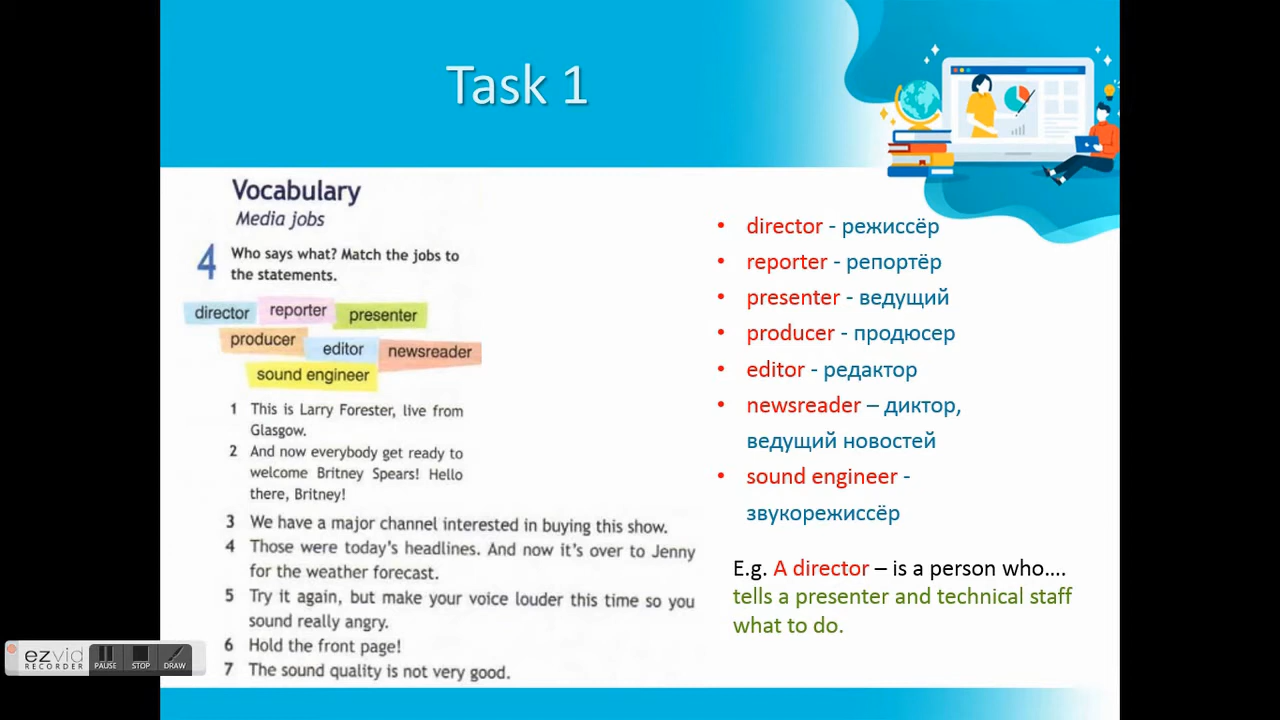 Task 1
Vocabulary
Media jobs
4 Who says what? Match the jobs to
the statements.
director reporter presenter
producer editor newsreader
sound engineer
1 This is Larry Forester, live from
Glasgow.
2 And now everybody get ready to
welcome Britney Spears! Hello
there, Britney!
3 We have a major channel interested in buying this show.
4 Those were today's headlines. And now it's over to Jenny
for the weather forecast.
5 Try it again, but make your voice louder this time so you
sound really angry.
6 Hold the front page!
7 The sound quality is not very good.
• director - режиссёр
• reporter - репортёр
• presenter - ведущий
• producer - продюсер
• editor - редактор
• newsreader – диктор,
ведущий новостей
• sound engineer -
звукорежиссёр
E.g. A director – is a person who....
tells a presenter and technical staff
what to do.
ezvid
RECORDER
PAUSE STOP DRAW